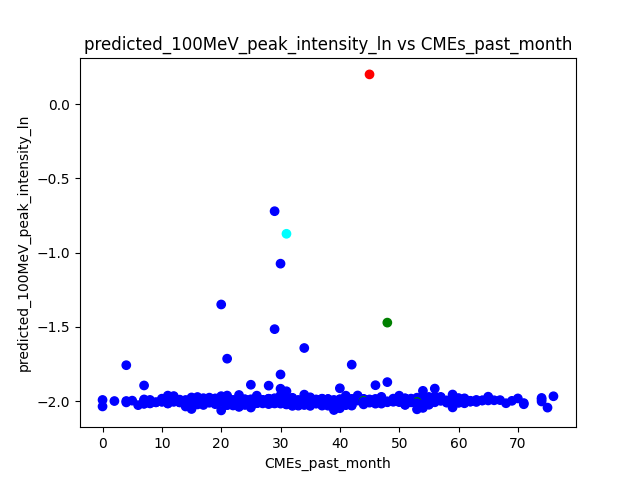 predicted_100MeV_peak_intensity_ln vs CMEs_past_month
predicted_100MeV_peak_intensity_ln
0.0
−0.5
−1.0
−1.5
−2.0
0 10 20 30 40 50 60 70
CMEs_past_month